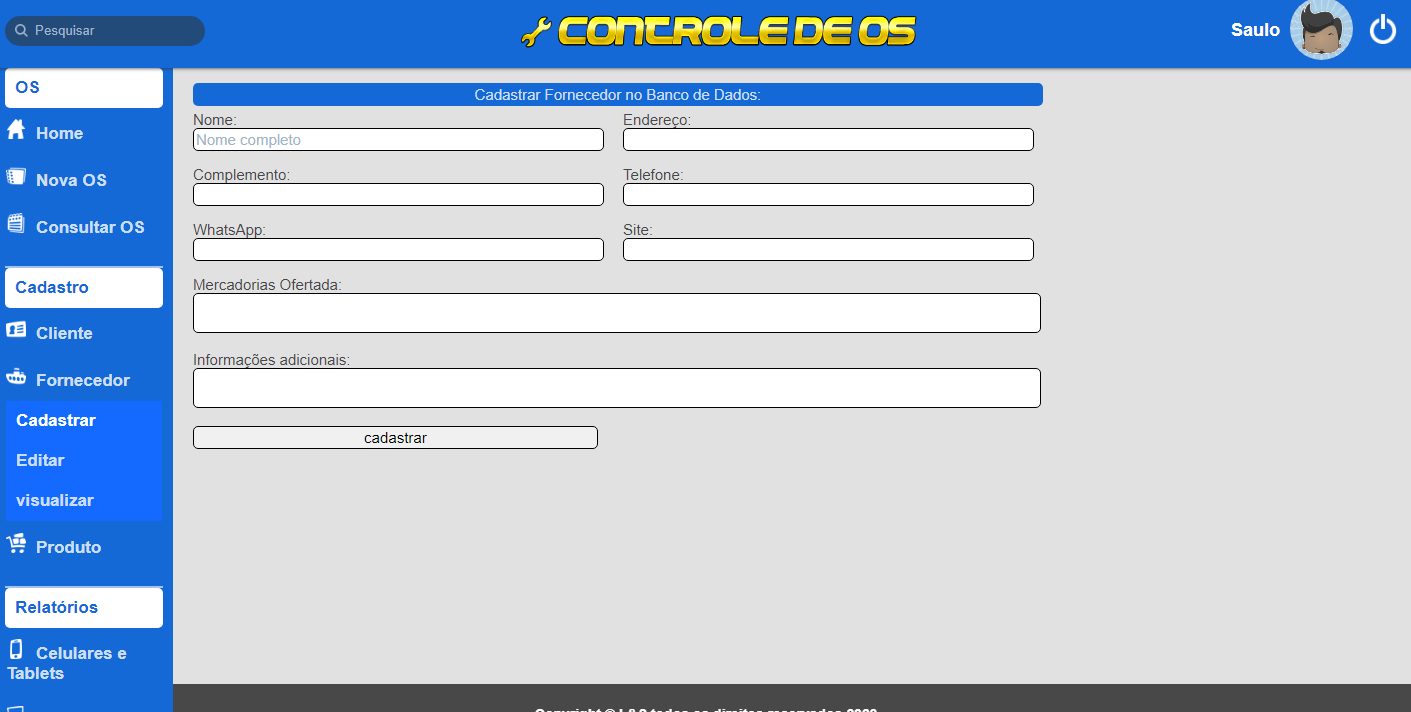 Pesquisar
CONTROLE DE OS
Saulo
OS
Home
Nova OS
Consultar OS
Cadastro
Cliente
Fornecedor
Cadastrar
Editar
visualizar
Produto
Relatórios
Celulares e
Tablets
Cadastrar Fornecedor no Banco de Dados:
Nome:
Endereço:
Nome completo
Complemento:
Telefone:
WhatsApp:
Site:
Mercadorias Ofertada:
Informações adicionais:
cadastrar